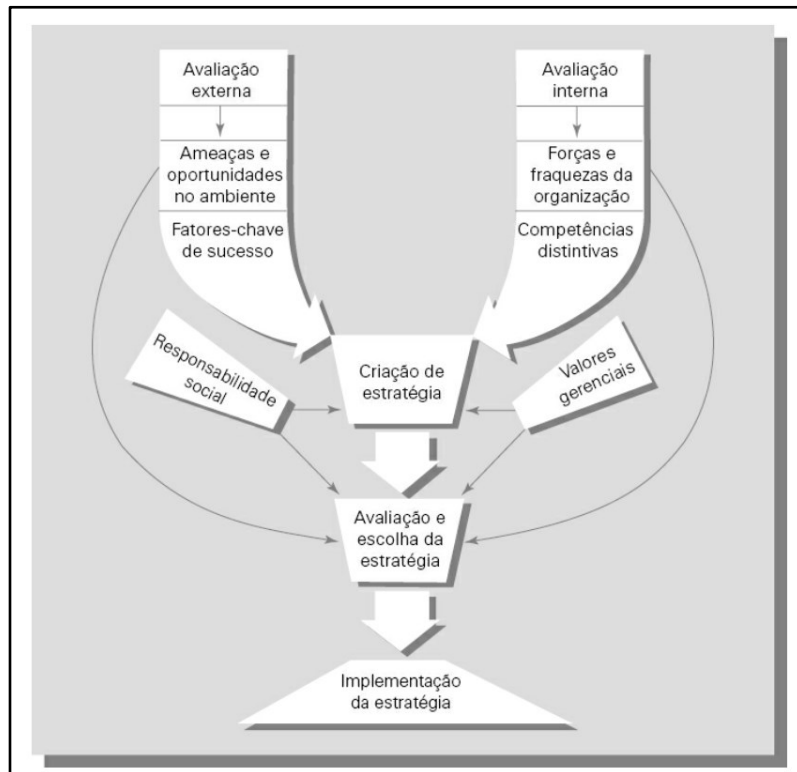 Avaliação
externa
Ameaças e
oportunidades
no ambiente
Fatores-chave
de sucesso
Avaliação
interna
Forças e
fraquezas da
organização
Competências
distintivas
Responsabilidade
social
Criação de
estratégia
Valores
gerenciais
Avaliação e
escolha da
estratégia
Implementação
da estratégia